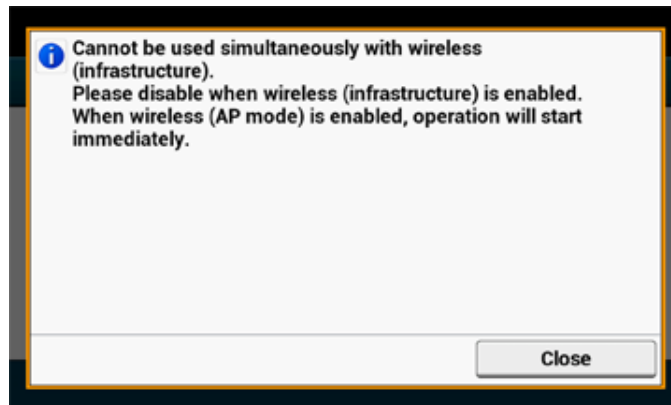 Cannot be used simultaneously with wireless
(infrastructure).
Please disable when wireless (infrastructure) is enabled.
When wireless (AP mode) is enabled, operation will start
immediately.
Close